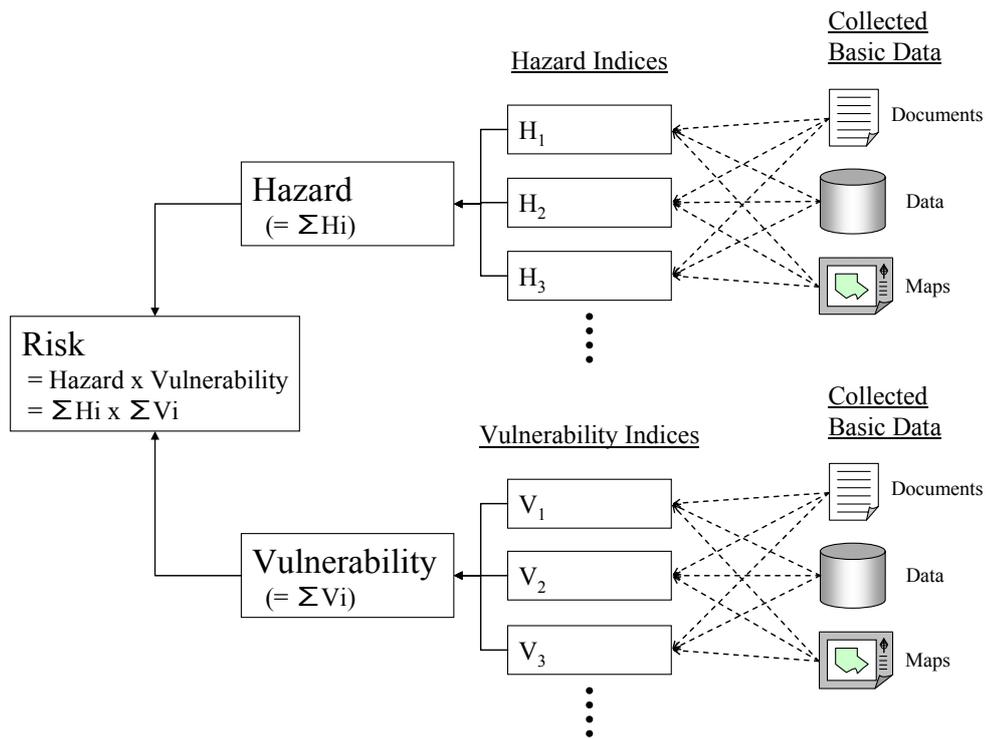 Collected
Basic Data
Hazard Indices
Documents
H1
Data
H2
Maps
H3
Hazard
(= ΣHi)
Risk
= Hazard x Vulnerability
= ΣHi x ΣVi
Collected
Basic Data
Vulnerability Indices
Documents
V1
Data
V2
Maps
V3
Vulnerability
(= ΣVi)